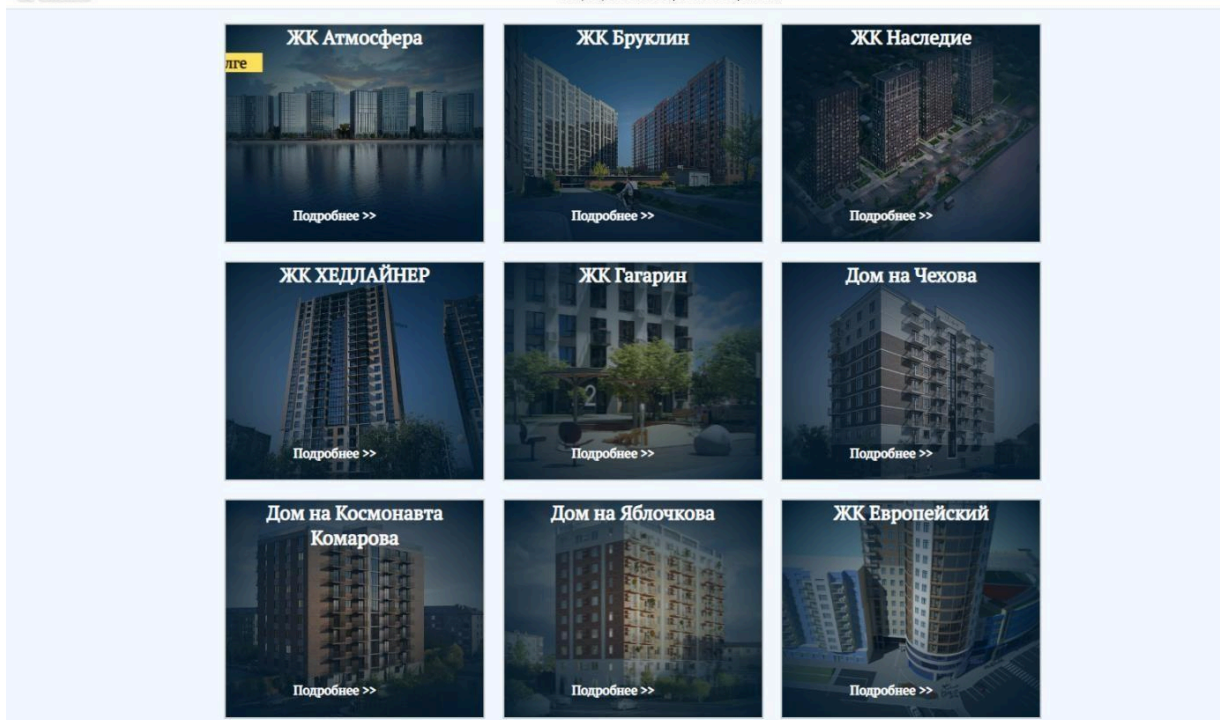 ЖК Атмосфера
лге
Подробнее >>
ЖК Бруклин
Подробнее >>
ЖК Наследие
Подробнее >>
ЖК ХЕДЛАЙНЕР
Подробнее >>
ЖК Гагарин
2
Подробнее >>
Дом на Чехова
Подробнее >>
Дом на Космонавта
Комарова
Подробнее >>
Дом на Яблочкова
Подробнее >>
ЖК Европейский
Подробнее >>